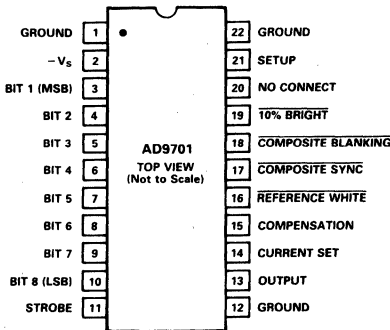 GROUND 1 22 GROUND
–Vs 2 21 SETUP
BIT 1 (MSB) 3 20 NO CONNECT
BIT 2 4 19 10% BRIGHT
BIT 3 5 18 COMPOSITE BLANKING
AD9701
BIT 4 6 TOP VIEW 17 COMPOSITE SYNC
(Not to Scale)
BIT 5 7 16 REFERENCE WHITE
BIT 6 8 15 COMPENSATION
BIT 7 9 14 CURRENT SET
BIT 8 (LSB) 10 13 OUTPUT
STROBE 11 12 GROUND